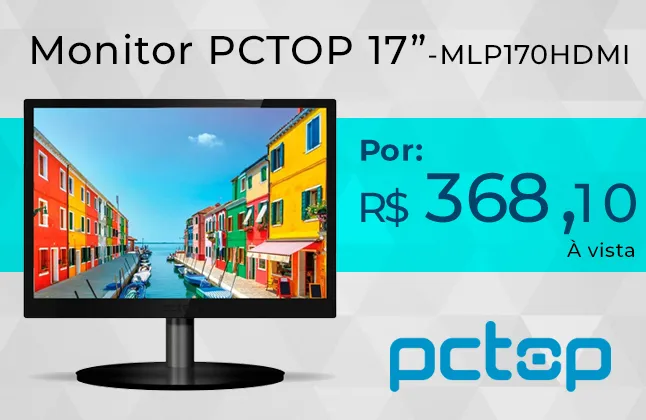 Monitor PCTOP 17”-MLP170HDMI
Por:
R$ 368,10
À vista
pctop